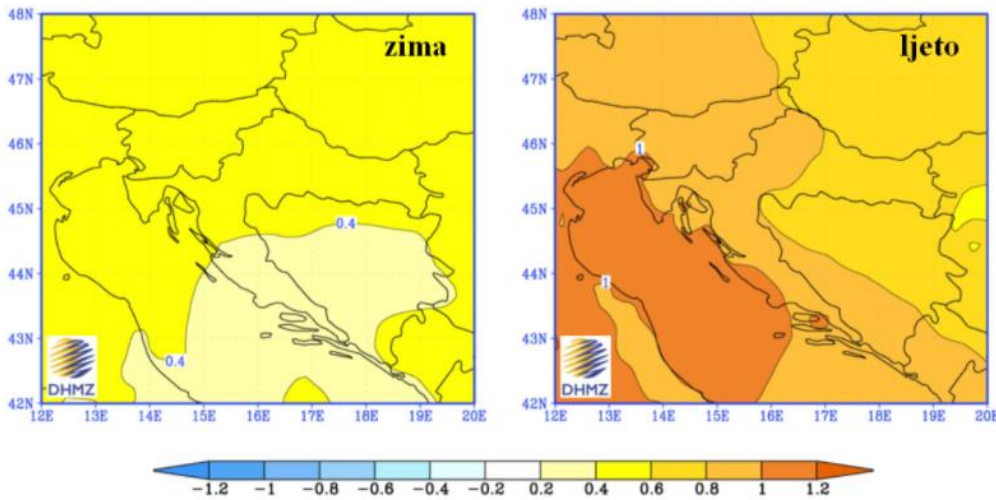 48N
47N
46N
45N
44N
43N
42N
12E 13E 14E 15E 16E 17E 18E 19E 20E
zima
0.4
0.4
DHMZ
48N
47N
46N
45N
44N
43N
42N
12E 13E 14E 15E 16E 17E 18E 19E 20E
ljeto
1
1
DHMZ
-1.2 -1 -0.8 -0.6 -0.4 -0.2 0.2 0.4 0.6 0.8 1 1.2